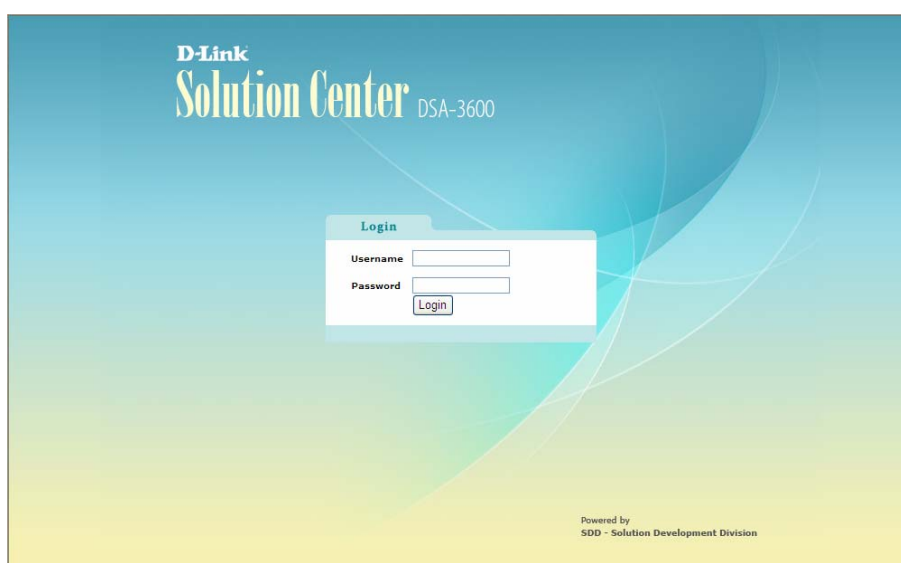 D-Link
Solution Center DSA-3600
Login
Username
Password
Login
Powered by
SDD - Solution Development Division